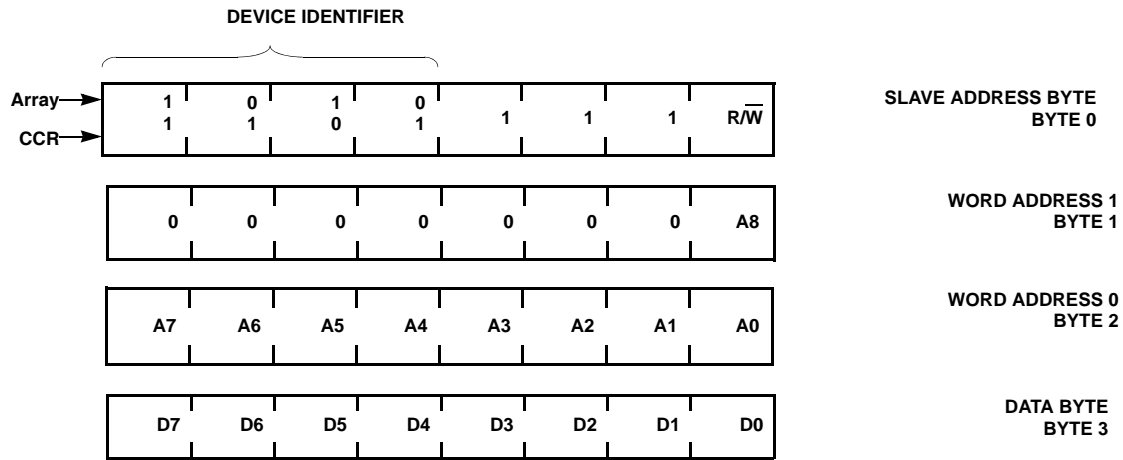 DEVICE IDENTIFIER
Array
1 0 1 0
CCR
1 1 0 1
1 1 1 R/W̅
SLAVE ADDRESS BYTE
BYTE 0
0 0 0 0 0 0 0 A8
WORD ADDRESS 1
BYTE 1
A7 A6 A5 A4 A3 A2 A1 A0
WORD ADDRESS 0
BYTE 2
D7 D6 D5 D4 D3 D2 D1 D0
DATA BYTE
BYTE 3